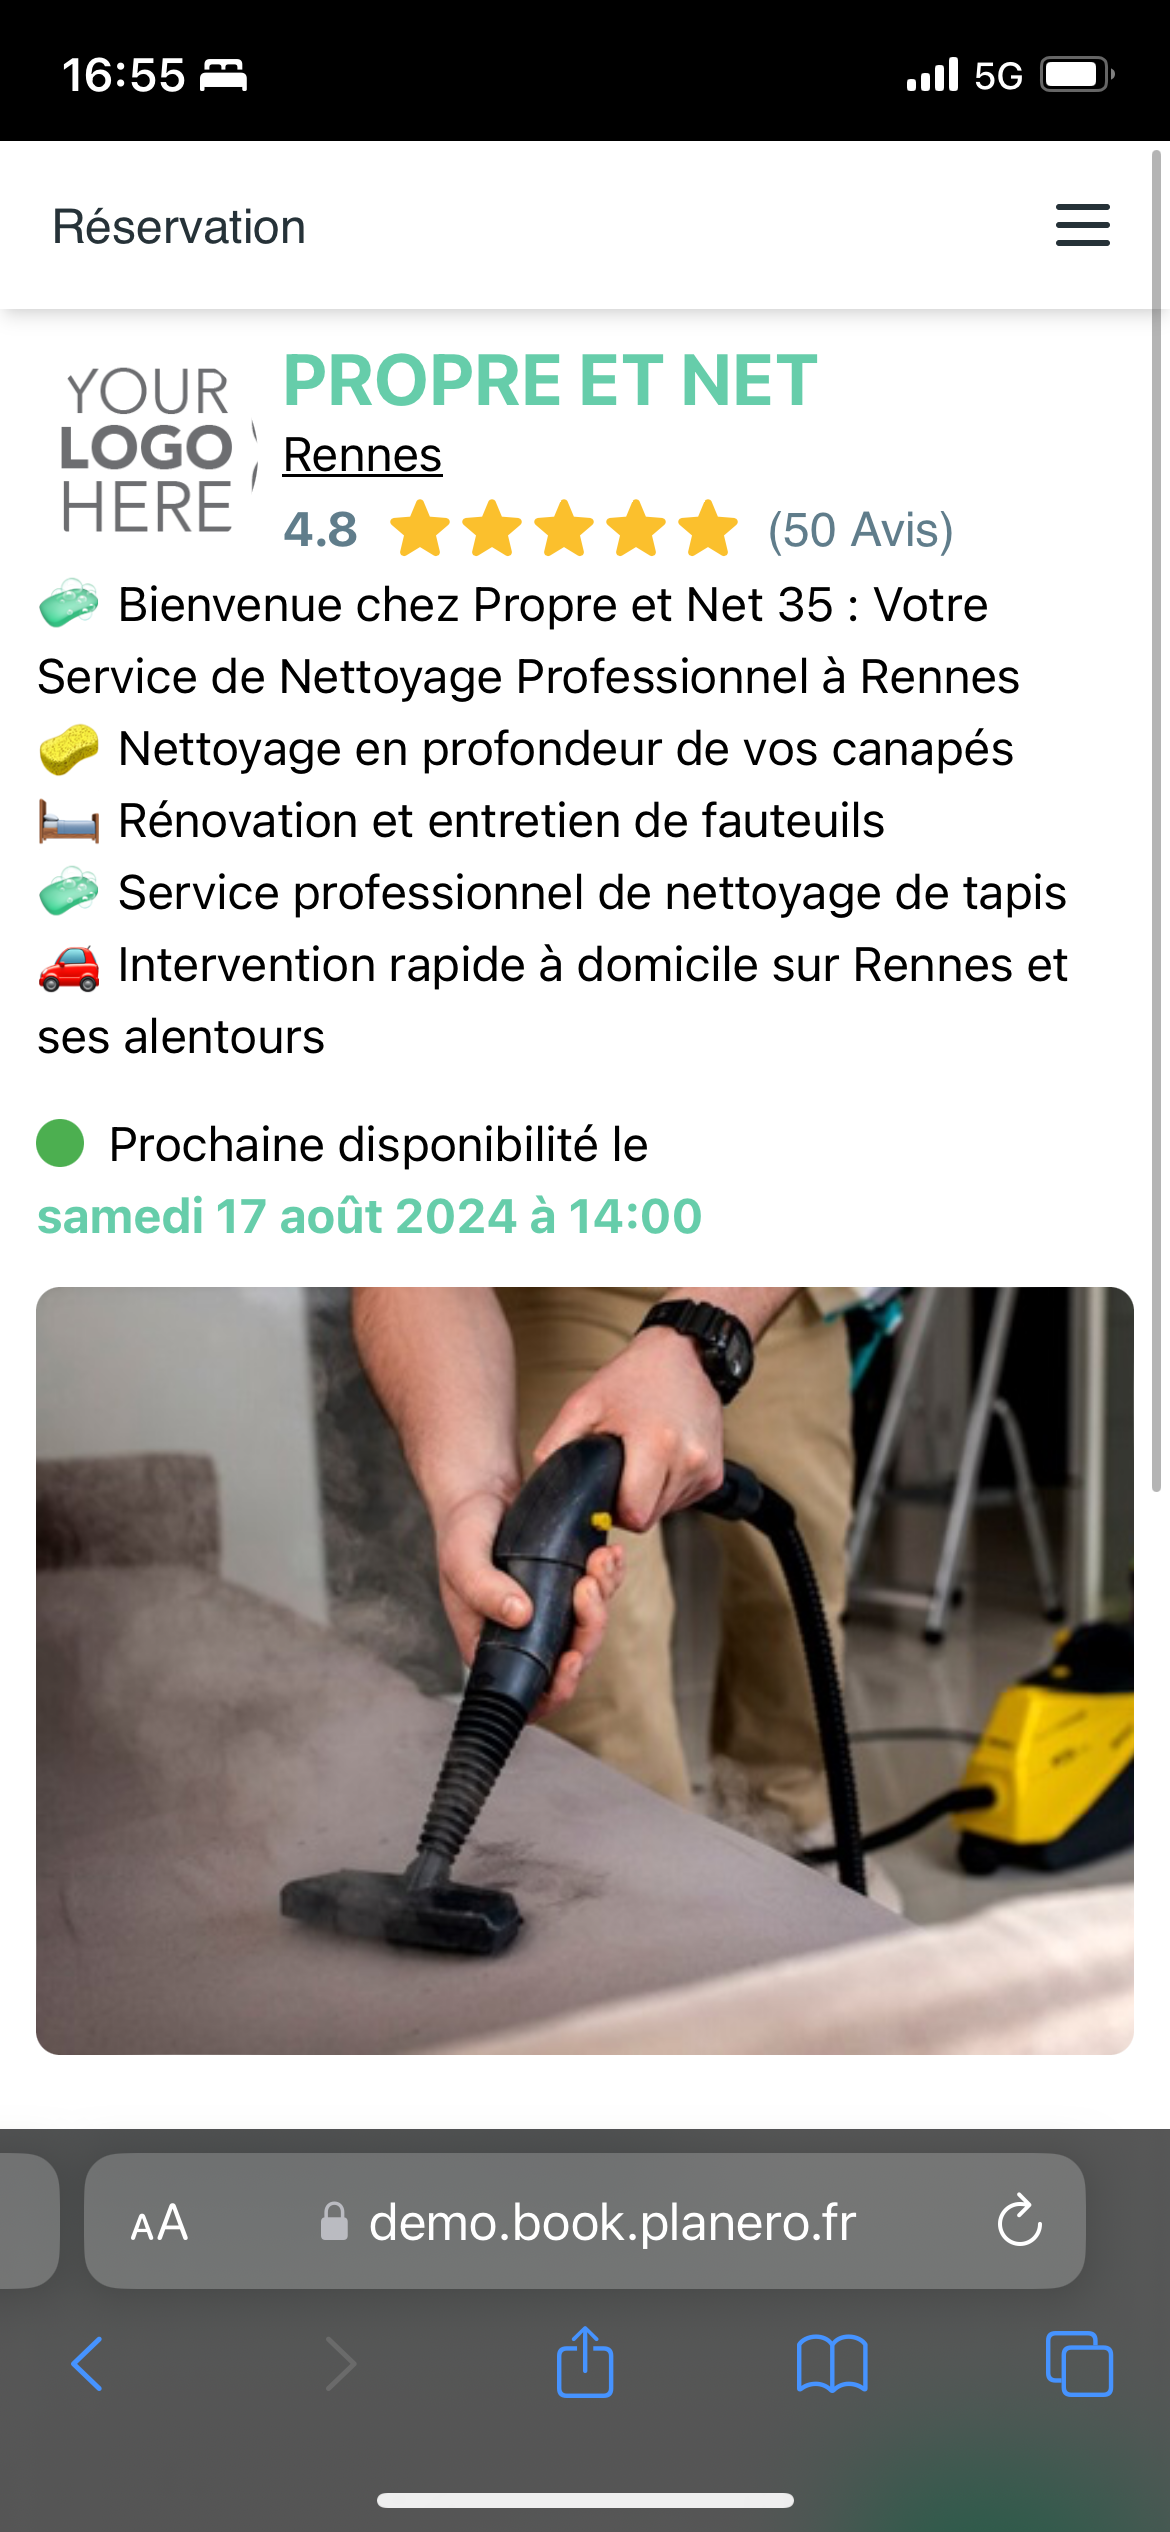 16:55
5G
Réservation
YOUR
LOGO
HERE
PROPRE ET NET
Rennes
4.8 (50 Avis)
🧼 Bienvenue chez Propre et Net 35 : Votre
Service de Nettoyage Professionnel à Rennes
🧽 Nettoyage en profondeur de vos canapés
🛏️ Rénovation et entretien de fauteuils
🧼 Service professionnel de nettoyage de tapis
🚗 Intervention rapide à domicile sur Rennes et
ses alentours
Prochaine disponibilité le
samedi 17 août 2024 à 14:00
AA demo.book.planero.fr